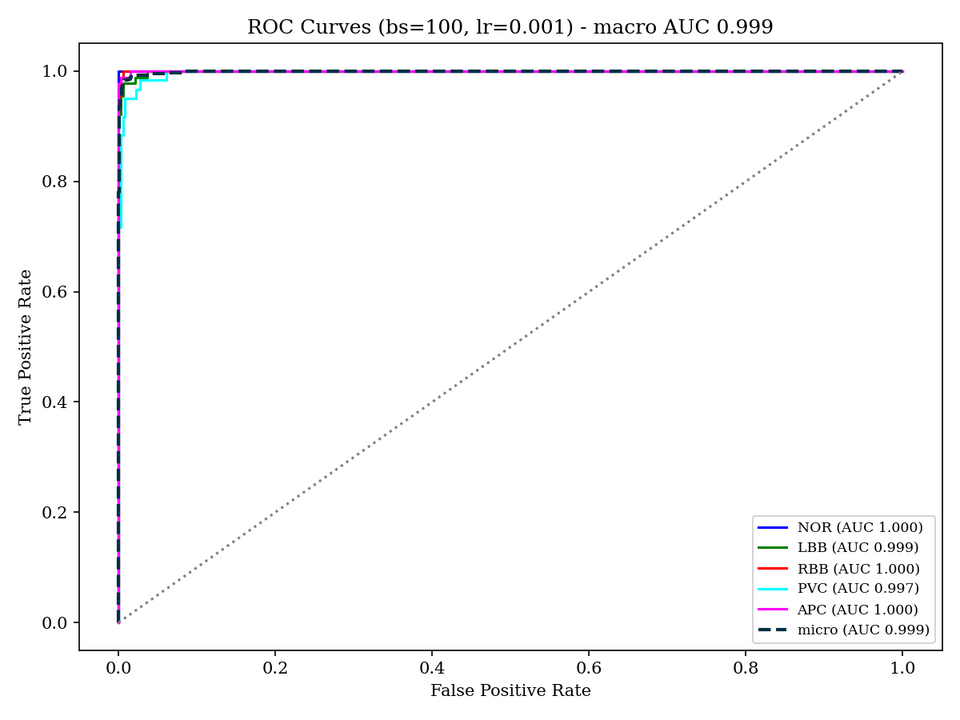 ROC Curves (bs=100, lr=0.001) - macro AUC 0.999
True Positive Rate
1.0
0.8
0.6
0.4
0.2
0.0
0.0 0.2 0.4 0.6 0.8 1.0
False Positive Rate
NOR (AUC 1.000)
LBB (AUC 0.999)
RBB (AUC 1.000)
PVC (AUC 0.997)
APC (AUC 1.000)
micro (AUC 0.999)